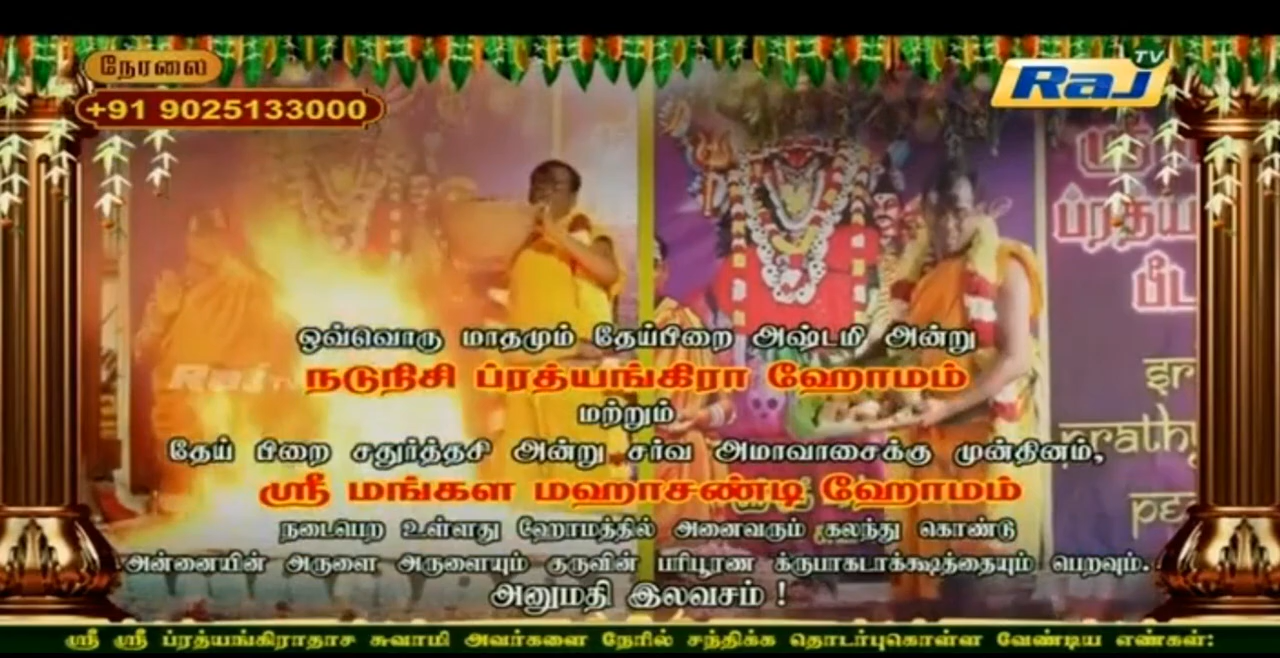 நேரலை
+91 9025133000
Raj TV
ஒவ்வொரு மாதமும் தேய்பிறை அஷ்டமி அன்று
நடுநிசி ப்ரத்யங்கிரா ஹோமம்
மற்றும்
தேய் பிறை சதுர்த்தசி அன்று சர்வ அமாவாசைக்கு முன்தினம்,
ஸ்ரீ மங்கள மஹாசண்டி ஹோமம்
நடைபெற உள்ளது ஹோமத்தில் அனைவரும் கலந்து கொண்டு
அன்னையின் அருளை அருளையும் குருவின் பரிபூரண க்ருபாகடாக்ஷத்தையும் பெறவும்.
அனுமதி இலவசம் !
ஸ்ரீ ஸ்ரீ ப்ரத்யங்கிராதாச சுவாமி அவர்களை நேரில் சந்திக்க தொடர்புகொள்ள வேண்டிய எண்கள்: